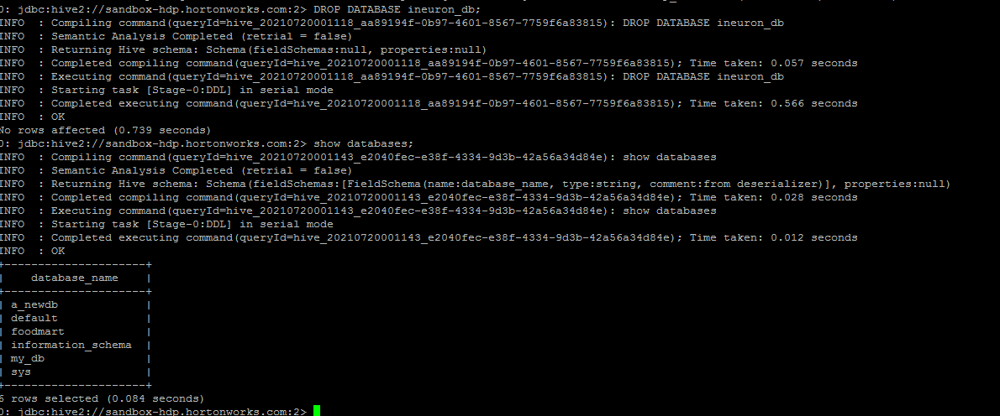 0: jdbc:hive2://sandbox-hdp.hortonworks.com:2> DROP DATABASE ineuron_db;
INFO  : Compiling command(queryId=hive_20210720001118_aa89194f-0b97-4601-8567-7759f6a83815): DROP DATABASE ineuron_db
INFO  : Semantic Analysis Completed (retrial = false)
INFO  : Returning Hive schema: Schema(fieldSchemas:null, properties:null)
INFO  : Completed compiling command(queryId=hive_20210720001118_aa89194f-0b97-4601-8567-7759f6a83815); Time taken: 0.057 seconds
INFO  : Executing command(queryId=hive_20210720001118_aa89194f-0b97-4601-8567-7759f6a83815): DROP DATABASE ineuron_db
INFO  : Starting task [Stage-0:DDL] in serial mode
INFO  : Completed executing command(queryId=hive_20210720001118_aa89194f-0b97-4601-8567-7759f6a83815); Time taken: 0.566 seconds
INFO  : OK
No rows affected (0.739 seconds)
0: jdbc:hive2://sandbox-hdp.hortonworks.com:2> show databases;
INFO  : Compiling command(queryId=hive_20210720001143_e2040fec-e38f-4334-9d3b-42a56a34d84e): show databases
INFO  : Semantic Analysis Completed (retrial = false)
INFO  : Returning Hive schema: Schema(fieldSchemas:[FieldSchema(name:database_name, type:string, comment:from deserializer)], properties:null)
INFO  : Completed compiling command(queryId=hive_20210720001143_e2040fec-e38f-4334-9d3b-42a56a34d84e); Time taken: 0.028 seconds
INFO  : Executing command(queryId=hive_20210720001143_e2040fec-e38f-4334-9d3b-42a56a34d84e): show databases
INFO  : Starting task [Stage-0:DDL] in serial mode
INFO  : Completed executing command(queryId=hive_20210720001143_e2040fec-e38f-4334-9d3b-42a56a34d84e); Time taken: 0.012 seconds
INFO  : OK
+---------------------+
|    database_name    |
+---------------------+
| a_newdb             |
| default             |
| foodmart            |
| information_schema  |
| my_db               |
| sys                 |
+---------------------+
6 rows selected (0.084 seconds)
0: jdbc:hive2://sandbox-hdp.hortonworks.com:2>